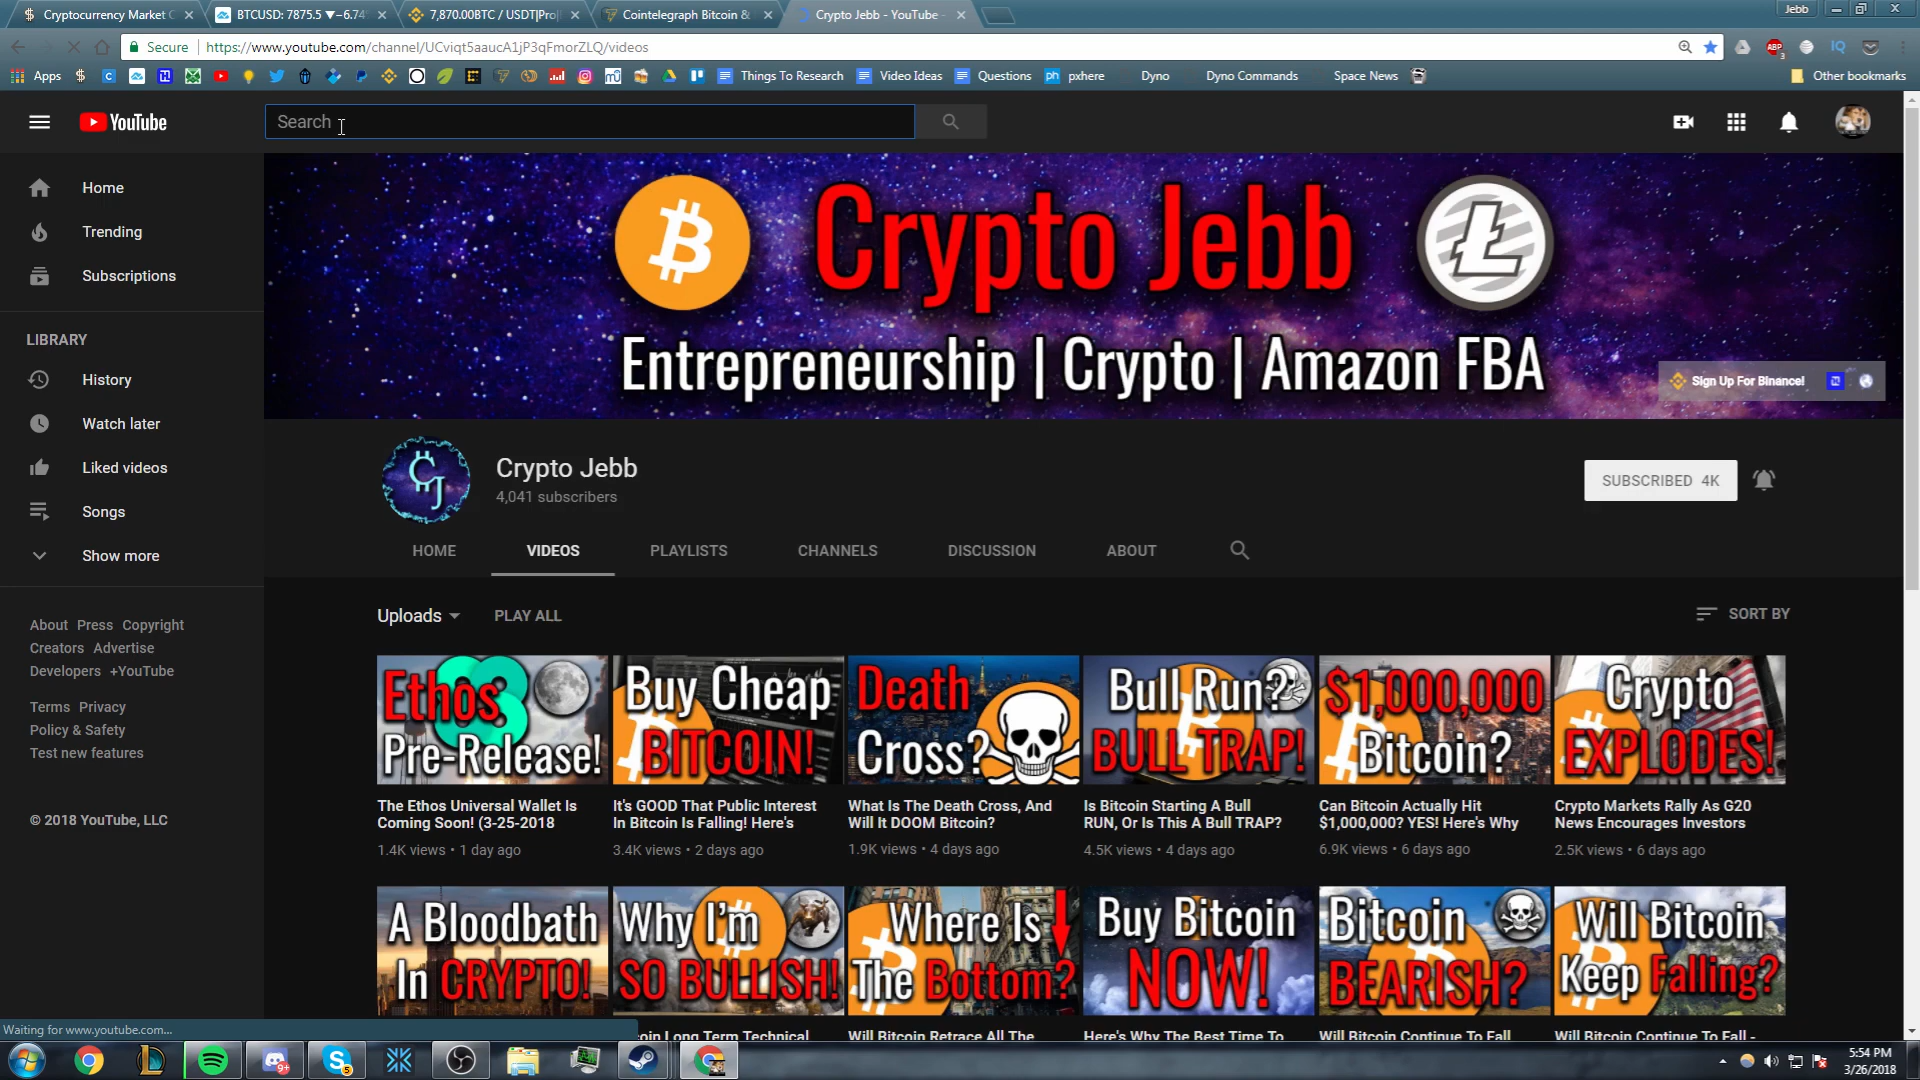 Cryptocurrency Market C
BTCUSD: 7875.5 ▼−6.74
7,870.00BTC / USDT|Pro|
Cointelegraph Bitcoin &
Crypto Jebb - YouTube -
Jebb
Secure
https://www.youtube.com/channel/UCviqt5aaucA1jP3qFmorZLQ/videos
Apps
Things To Research
Video Ideas
Questions
pxhere
Dyno
Dyno Commands
Space News
Other bookmarks
YouTube
Search
Home
Trending
Subscriptions
LIBRARY
History
Watch later
Liked videos
Songs
Show more
About Press Copyright
Creators Advertise
Developers +YouTube
Terms Privacy
Policy & Safety
Test new features
© 2018 YouTube, LLC
Crypto Jebb
Entrepreneurship | Crypto | Amazon FBA
Sign Up For Binance!
Crypto Jebb
4,041 subscribers
SUBSCRIBED 4K
HOME
VIDEOS
PLAYLISTS
CHANNELS
DISCUSSION
ABOUT
Uploads
PLAY ALL
SORT BY
Ethos
Pre-Release!
Buy Cheap
BITCOIN!
Death
Cross?
Bull Run?
BULL TRAP!
$1,000,000
Bitcoin?
Crypto
EXPLODES!
The Ethos Universal Wallet Is
Coming Soon! (3-25-2018
1.4K views • 1 day ago
It's GOOD That Public Interest
In Bitcoin Is Falling! Here's
3.4K views • 2 days ago
What Is The Death Cross, And
Will It DOOM Bitcoin?
1.9K views • 4 days ago
Is Bitcoin Starting A Bull
RUN, Or Is This A Bull TRAP?
4.5K views • 4 days ago
Can Bitcoin Actually Hit
$1,000,000? YES! Here's Why
6.9K views • 6 days ago
Crypto Markets Rally As G20
News Encourages Investors
2.5K views • 6 days ago
A Bloodbath
In CRYPTO!
Why I'm
SO BULLISH!
Where Is
The Bottom?
Buy Bitcoin
NOW!
Bitcoin
BEARISH?
Will Bitcoin
Keep Falling?
Waiting for www.youtube.com...
coin Long Term Technical
Will Bitcoin Retrace All The
Here's Why The Best Time To
Will Bitcoin Continue To Fall
Will Bitcoin Continue To Fall -
5:54 PM
3/26/2018